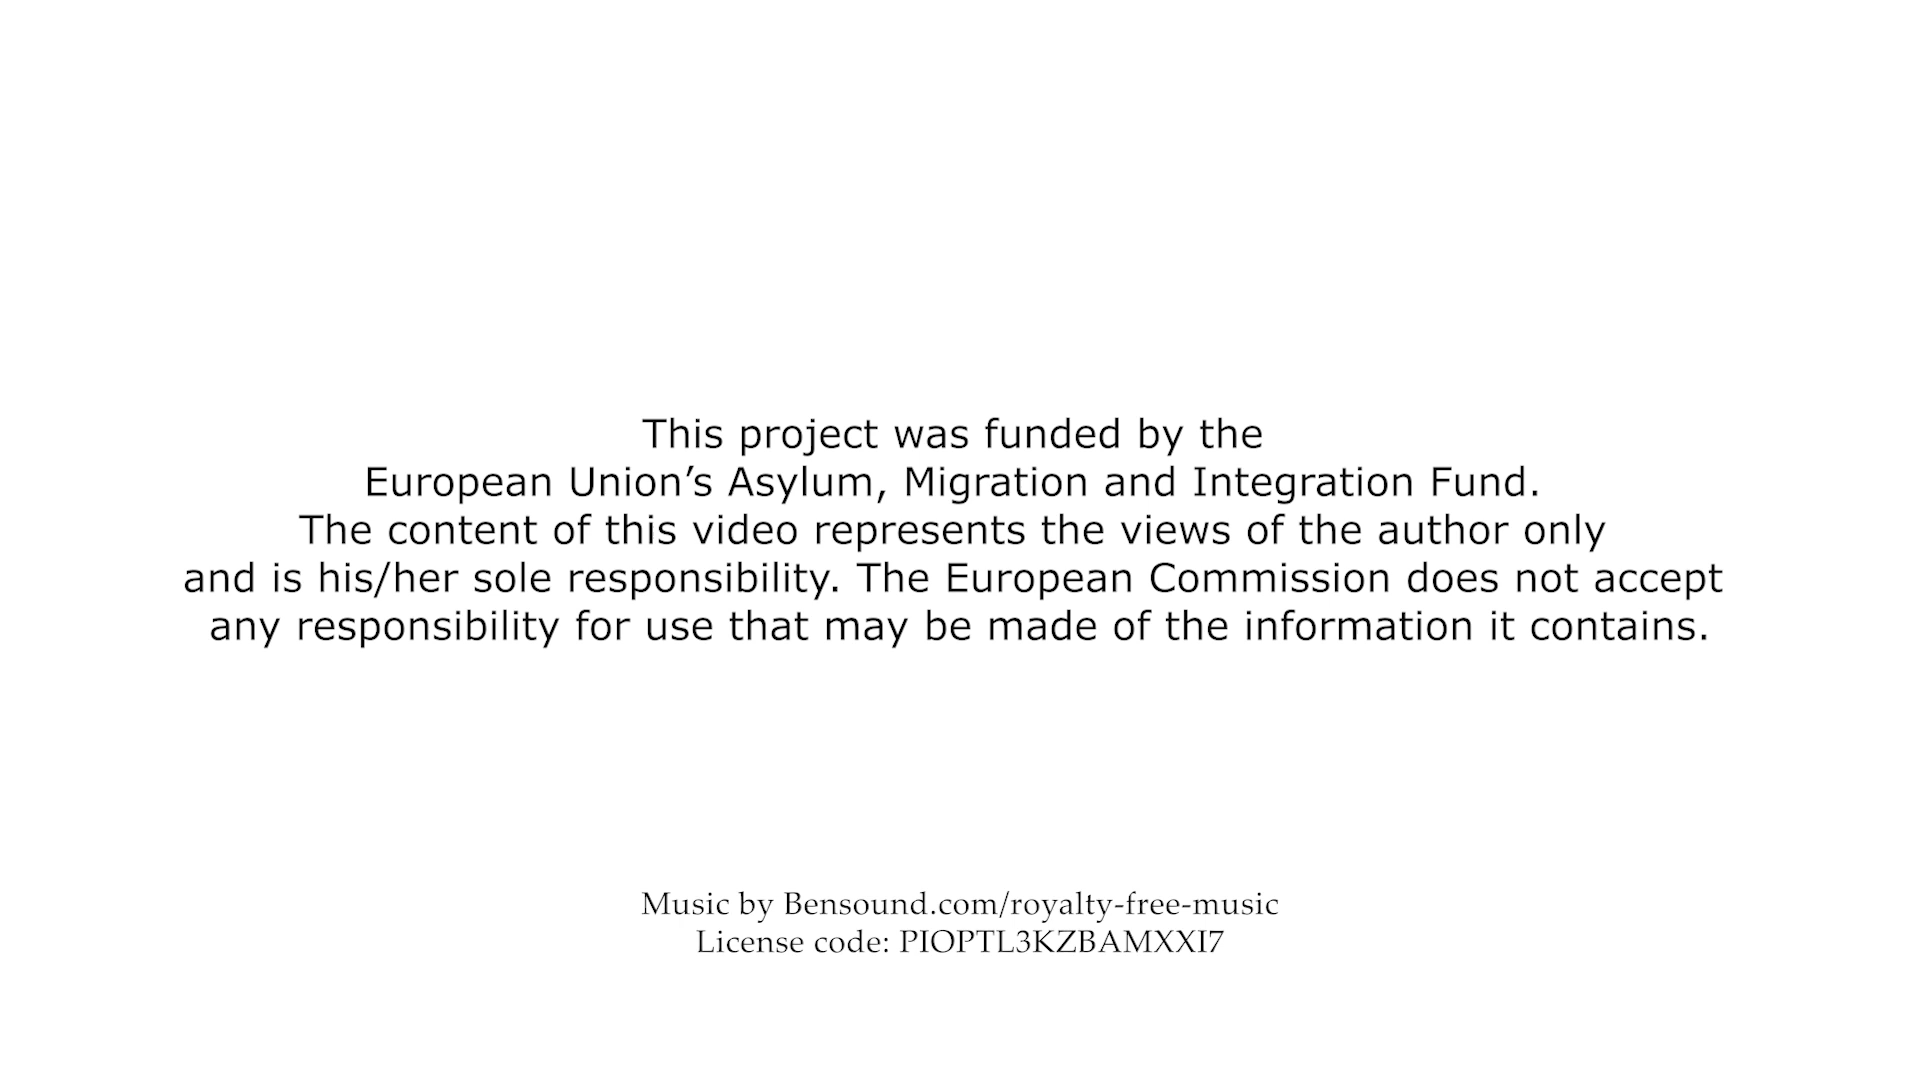 This project was funded by the
European Union’s Asylum, Migration and Integration Fund.
The content of this video represents the views of the author only
and is his/her sole responsibility. The European Commission does not accept
any responsibility for use that may be made of the information it contains.
Music by Bensound.com/royalty-free-music
License code: PIOPTL3KZBAMXXI7